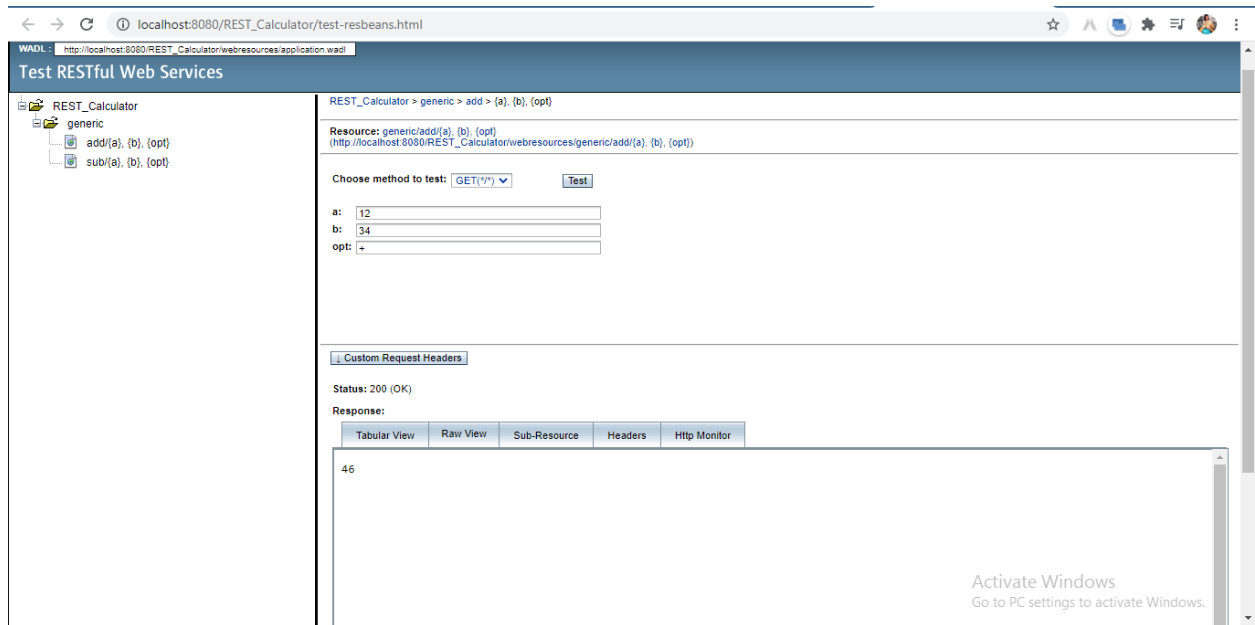 localhost:8080/REST_Calculator/test-resbeans.html
WADL : http://localhost:8080/REST_Calculator/webresources/application.wadl
Test RESTful Web Services
REST_Calculator
generic
add/{a}, {b}, {opt}
sub/{a}, {b}, {opt}
REST_Calculator > generic > add > {a}, {b}, {opt}
Resource: generic/add/{a}, {b}, {opt}
(http://localhost:8080/REST_Calculator/webresources/generic/add/{a}, {b}, {opt})
Choose method to test: GET(*/*) Test
a: 12
b: 34
opt: +
↓ Custom Request Headers
Status: 200 (OK)
Response:
Tabular View Raw View Sub-Resource Headers Http Monitor
46
Activate Windows
Go to PC settings to activate Windows.